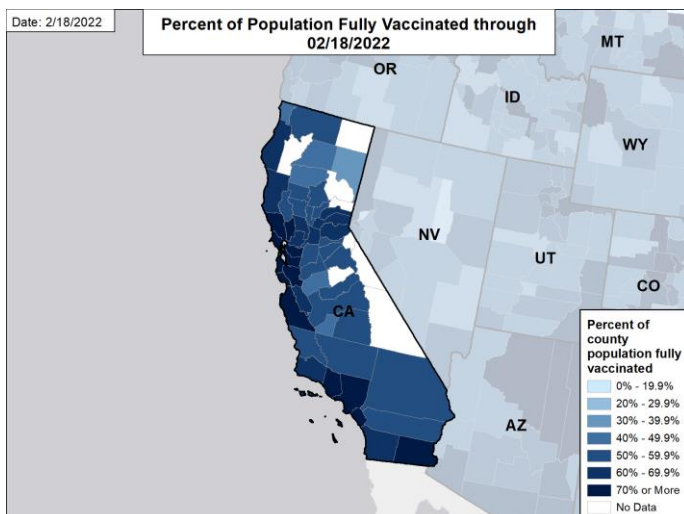 Date: 2/18/2022
Percent of Population Fully Vaccinated through
02/18/2022
MT
OR
ID
WY
NV
UT
CO
CA
AZ
Percent of
county
population fully
vaccinated
0% - 19.9%
20% - 29.9%
30% - 39.9%
40% - 49.9%
50% - 59.9%
60% - 69.9%
70% or More
No Data